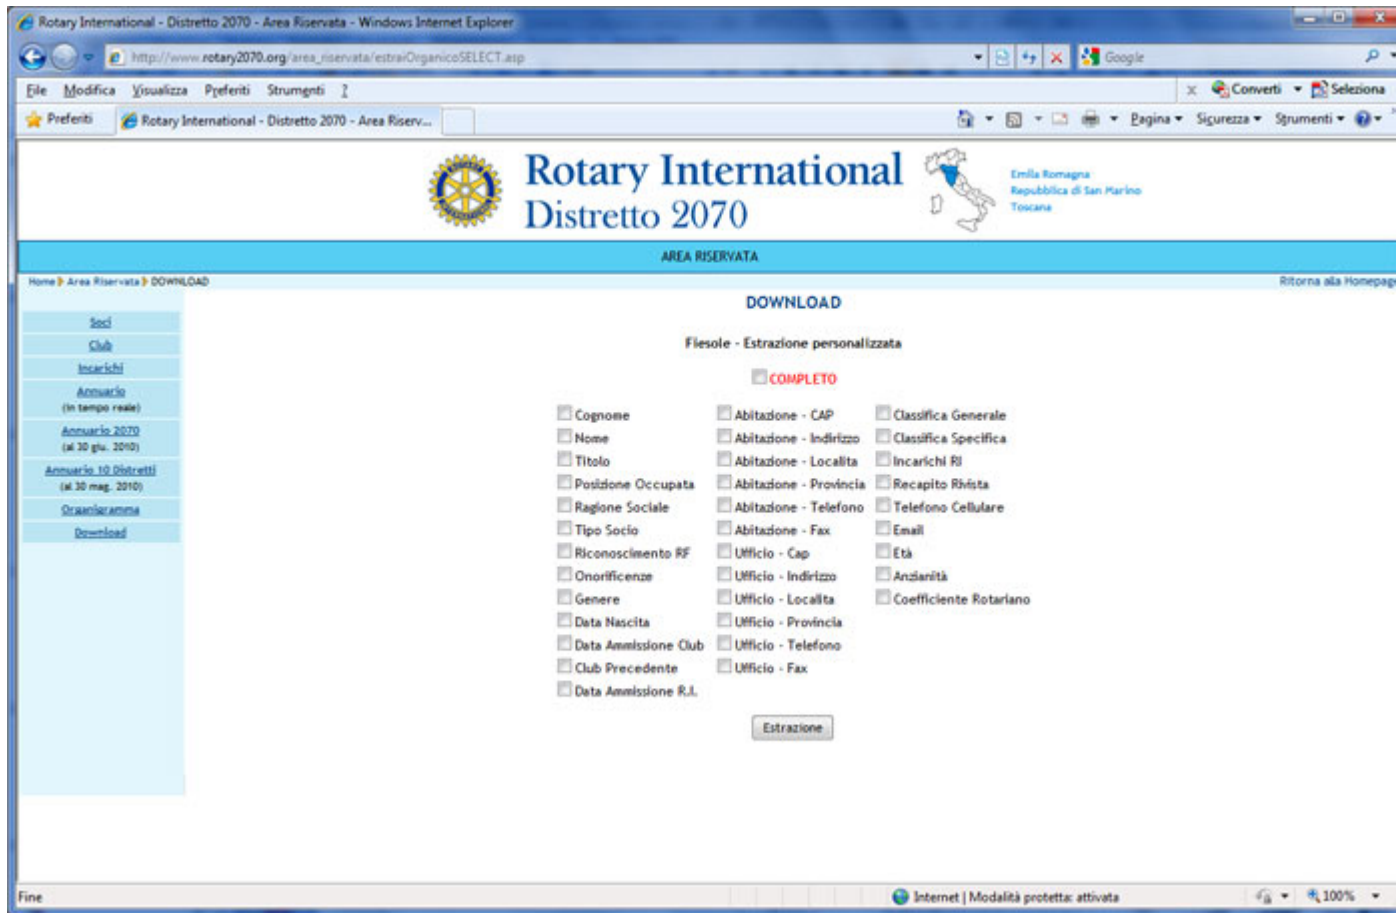 Rotary International - Distretto 2070 - Area Riservata - Windows Internet Explorer
http://www.rotary2070.org/area_riservata/estraiOrganicoSELECT.asp
Google
File Modifica Visualizza Preferiti Strumenti ?
x Converti Seleziona
Preferiti Rotary International - Distretto 2070 - Area Riserv...
Pagina Sicurezza Strumenti
Rotary International
Distretto 2070
Emila Romagna
Repubblica di San Marino
Toscana
AREA RISERVATA
Home Area Riservata DOWNLOAD
Ritorna alla Homepage
Soci
Club
Incarichi
Annuario
(in tempo reale)
Annuario 2070
(al 30 giu. 2010)
Annuario 10 Distretti
(al 30 mag. 2010)
Organigramma
Download
DOWNLOAD
Fiesole - Estrazione personalizzata
COMPLETO
Cognome Abitazione - CAP Classifica Generale
Nome Abitazione - Indirizzo Classifica Specifica
Titolo Abitazione - Localita Incarichi RI
Posizione Occupata Abitazione - Provincia Recapito Rivista
Ragione Sociale Abitazione - Telefono Telefono Cellulare
Tipo Socio Abitazione - Fax Email
Riconoscimento RF Ufficio - Cap Età
Onorificenze Ufficio - Indirizzo Anzianità
Genere Ufficio - Localita Coefficiente Rotariano
Data Nascita Ufficio - Provincia
Data Ammissione Club Ufficio - Telefono
Club Precedente Ufficio - Fax
Data Ammissione R.I.
Estrazione
Fine
Internet | Modalità protetta: attivata
100%